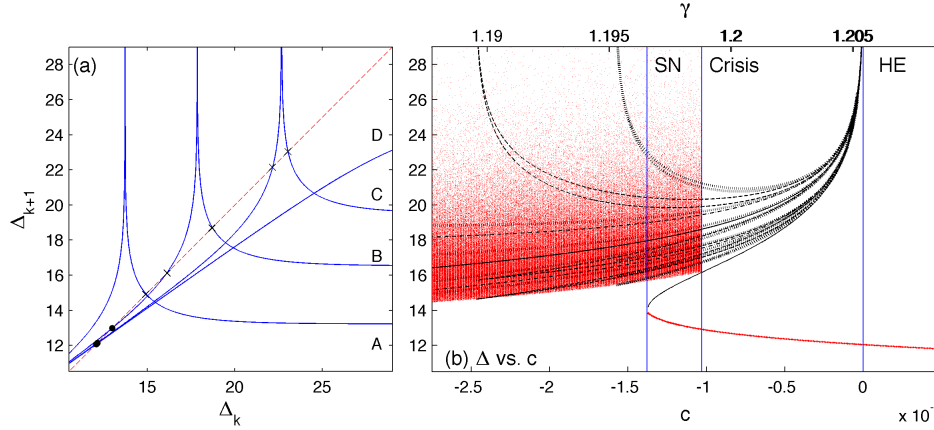 (a)
28
26
24
22
20
18
16
14
12
Δk+1
15
20
25
Δk
D
C
B
A
γ
1.19
1.195
1.2
1.205
SN
Crisis
HE
28
26
24
22
20
18
16
14
12
(b) Δ vs. c
-2.5
-2
-1.5
-1
-0.5
0
c
x 10-